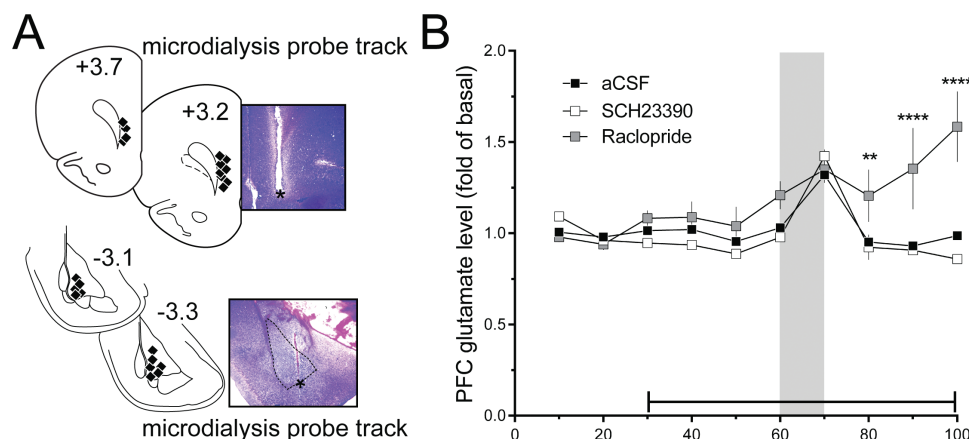 A
microdialysis probe track
+3.7
+3.2
*
-3.1
-3.3
*
microdialysis probe track
B
PFC glutamate level (fold of basal)
2.0
1.5
1.0
0.5
0.0
aCSF
SCH23390
Raclopride
**
****
****
0 20 40 60 80 100